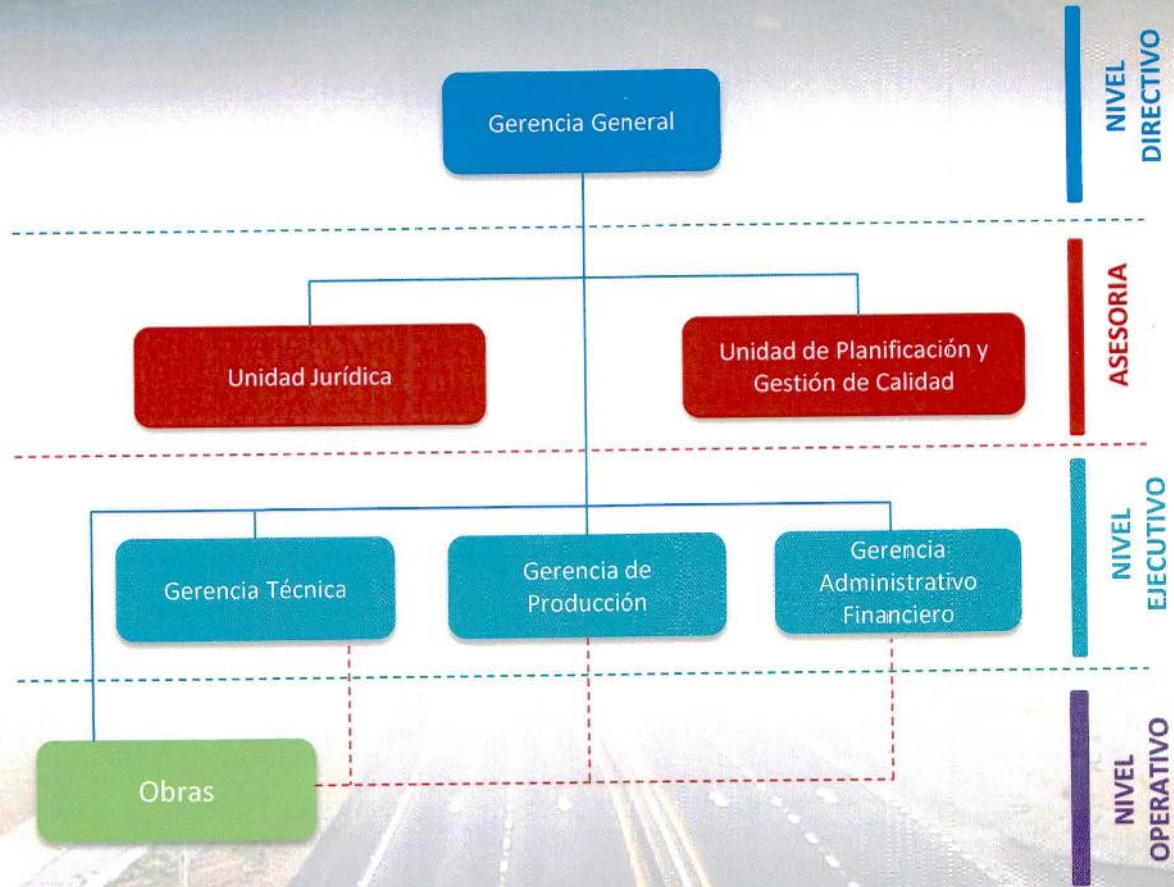 Gerencia General
NIVEL
DIRECTIVO
Unidad Jurídica
Unidad de Planificación y
Gestión de Calidad
ASESORIA
Gerencia Técnica
Gerencia de
Producción
Gerencia
Administrativo
Financiero
NIVEL
EJECUTIVO
Obras
NIVEL
OPERATIVO